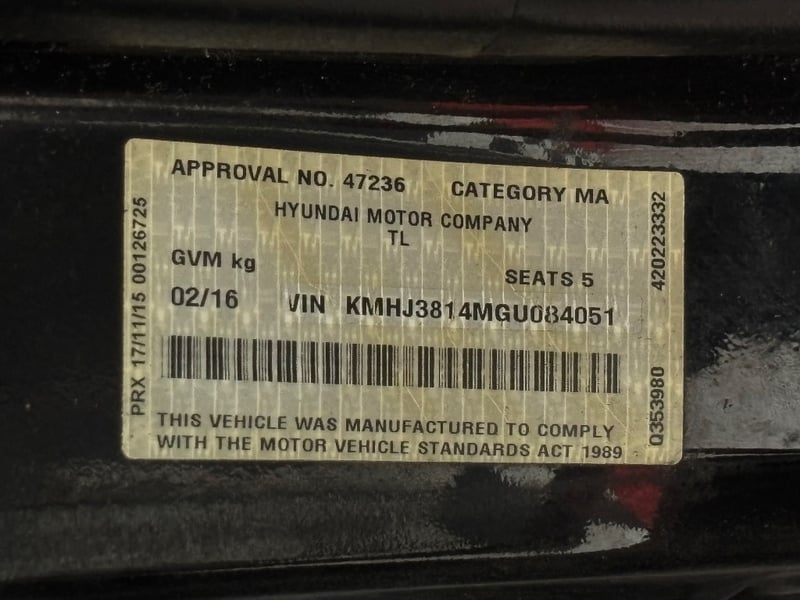 APPROVAL NO. 47236 CATEGORY MA
HYUNDAI MOTOR COMPANY
TL
GVM kg SEATS 5
02/16 VIN KMHJ3814MGU084051
THIS VEHICLE WAS MANUFACTURED TO COMPLY
WITH THE MOTOR VEHICLE STANDARDS ACT 1989
PRX 17/11/15 00126725
420223332
Q353980